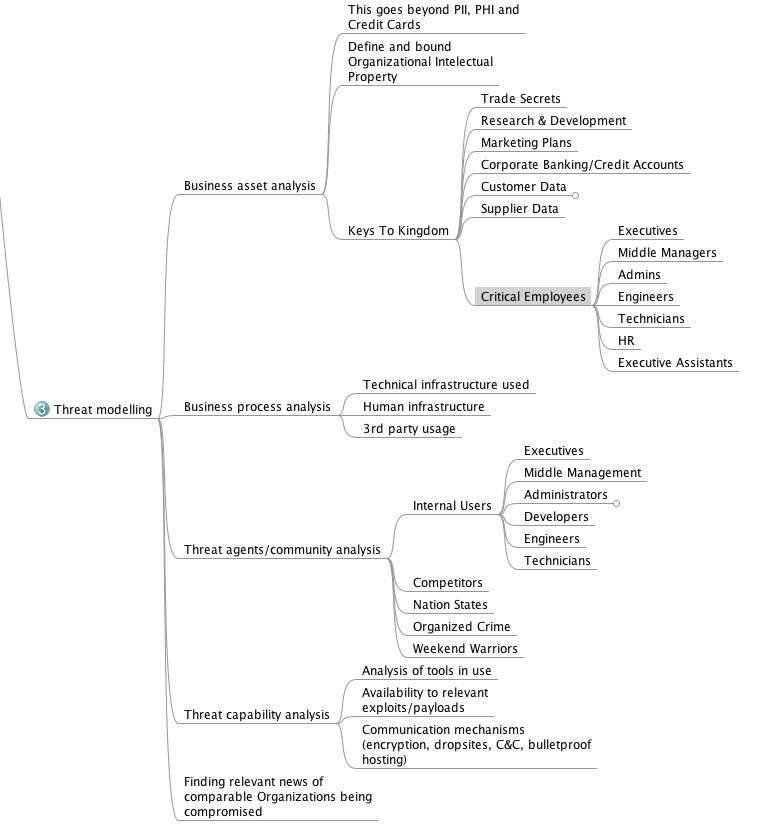 This goes beyond PII, PHI and
Credit Cards
Define and bound
Organizational Intelectual
Property
Trade Secrets
Research & Development
Marketing Plans
Corporate Banking/Credit Accounts
Business asset analysis
Customer Data
Supplier Data
Keys To Kingdom
Executives
Middle Managers
Admins
Critical Employees
Engineers
Technicians
HR
Executive Assistants
Technical infrastructure used
3 Threat modelling
Business process analysis
Human infrastructure
3rd party usage
Executives
Middle Management
Administrators
Internal Users
Developers
Engineers
Technicians
Threat agents/community analysis
Competitors
Nation States
Organized Crime
Weekend Warriors
Analysis of tools in use
Availability to relevant
exploits/payloads
Threat capability analysis
Communication mechanisms
(encryption, dropsites, C&C, bulletproof
hosting)
Finding relevant news of
comparable Organizations being
compromised